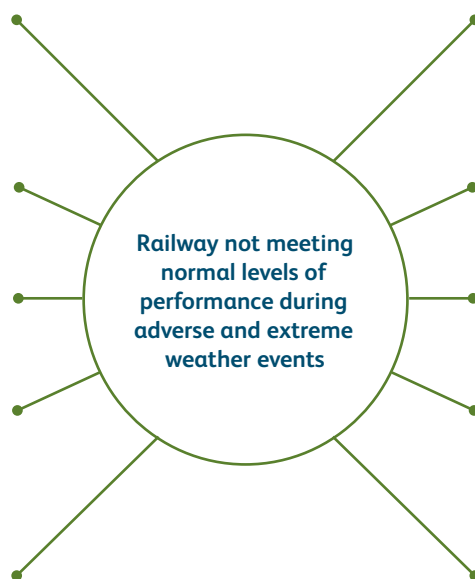 Railway not meeting
normal levels of
performance during
adverse and extreme
weather events